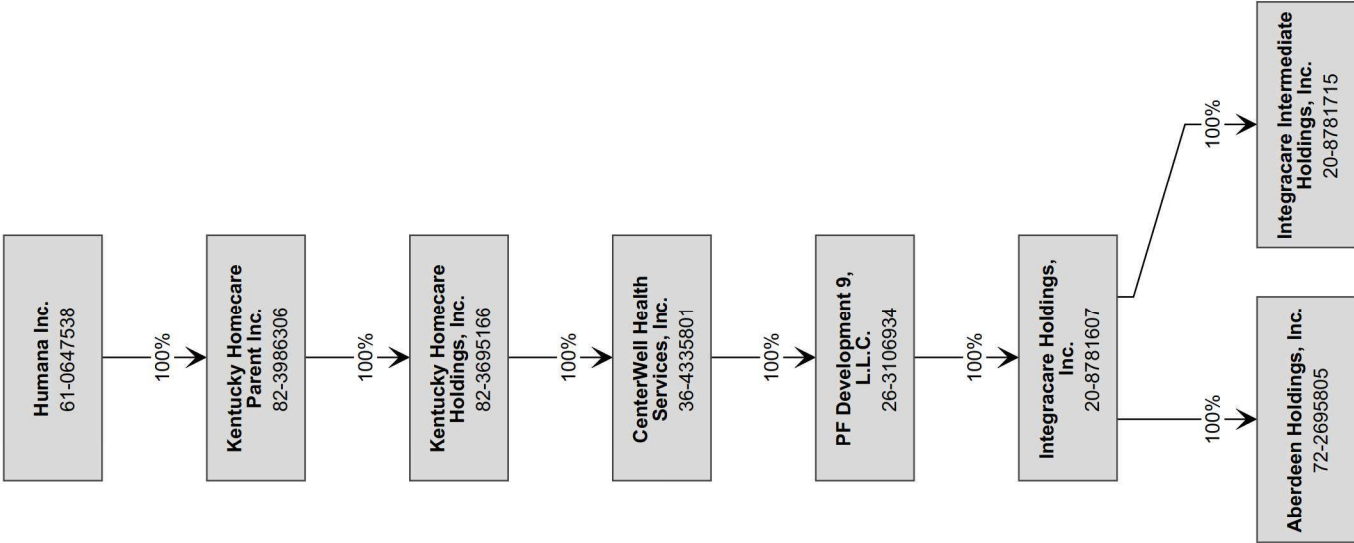 Humana Inc.
61-0647538
100%
Kentucky Homecare
Parent Inc.
82-3986306
100%
Kentucky Homecare
Holdings, Inc.
82-3695166
100%
CenterWell Health
Services, Inc.
36-4335801
100%
PF Development 9,
L.L.C.
26-3106934
100%
Integracare Holdings,
Inc.
20-8781607
100%
Aberdeen Holdings, Inc.
72-2695805
100%
Integracare Intermediate
Holdings, Inc.
20-8781715